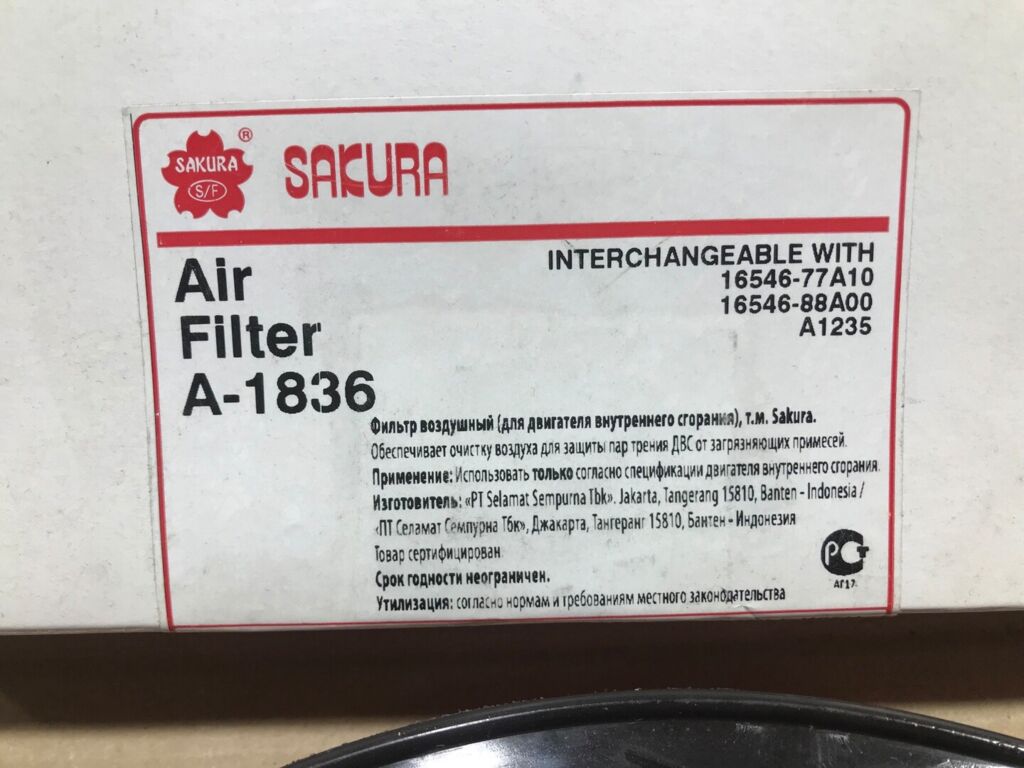 SAKURA
S/F
®
SAKURA
Air
Filter
A-1836
INTERCHANGEABLE WITH
16546-77A10
16546-88A00
A1235
Фильтр воздушный (для двигателя внутреннего сгорания), т.м. Sakura.
Обеспечивает очистку воздуха для защиты пар трения ДВС от загрязняющих примесей.
Применение: Использовать только согласно спецификации двигателя внутреннего сгорания.
Изготовитель: «PT Selamat Sempurna Tbk». Jakarta, Tangerang 15810, Banten - Indonesia /
«ПТ Селамат Семпурна Тбк», Джакарта, Тангеранг 15810, Бантен - Индонезия
Товар сертифицирован
Срок годности неограничен.
Утилизация: согласно нормам и требованиям местного законодательства
РСТ
АГ17